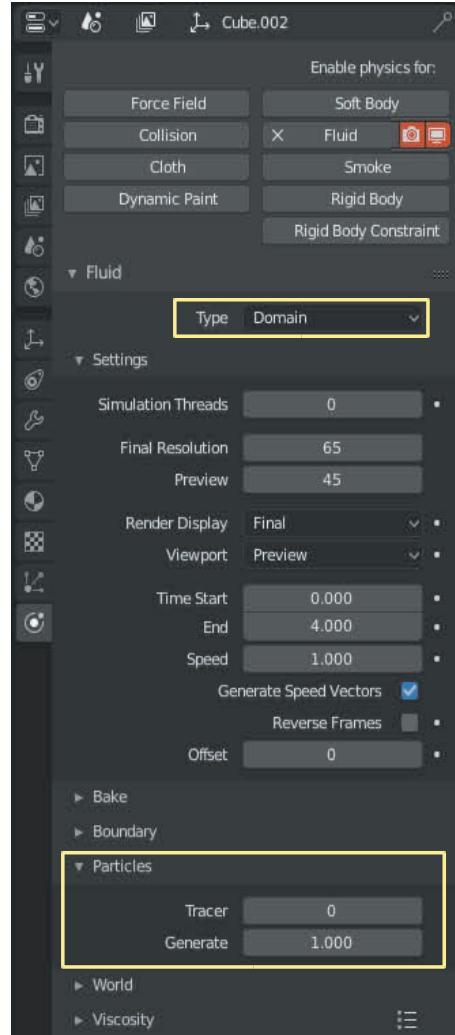 Cube.002
Enable physics for:
Force Field Soft Body
Collision Fluid
Cloth Smoke
Dynamic Paint Rigid Body
Rigid Body Constraint
Fluid
Type Domain
Settings
Simulation Threads 0
Final Resolution 65
Preview 45
Render Display Final
Viewport Preview
Time Start 0.000
End 4.000
Speed 1.000
Generate Speed Vectors
Reverse Frames
Offset 0
Bake
Boundary
Particles
Tracer 0
Generate 1.000
World
Viscosity